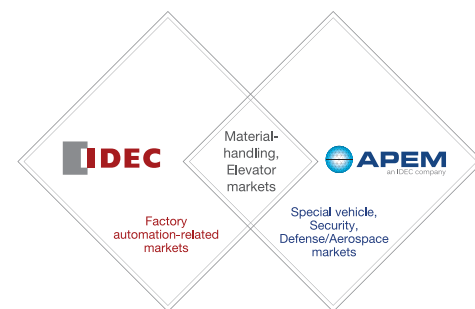 IDEC
Material-
handling,
Elevator
markets
APEM
an IDEC company
Factory
automation-related
markets
Special vehicle,
Security,
Defense/Aerospace
markets